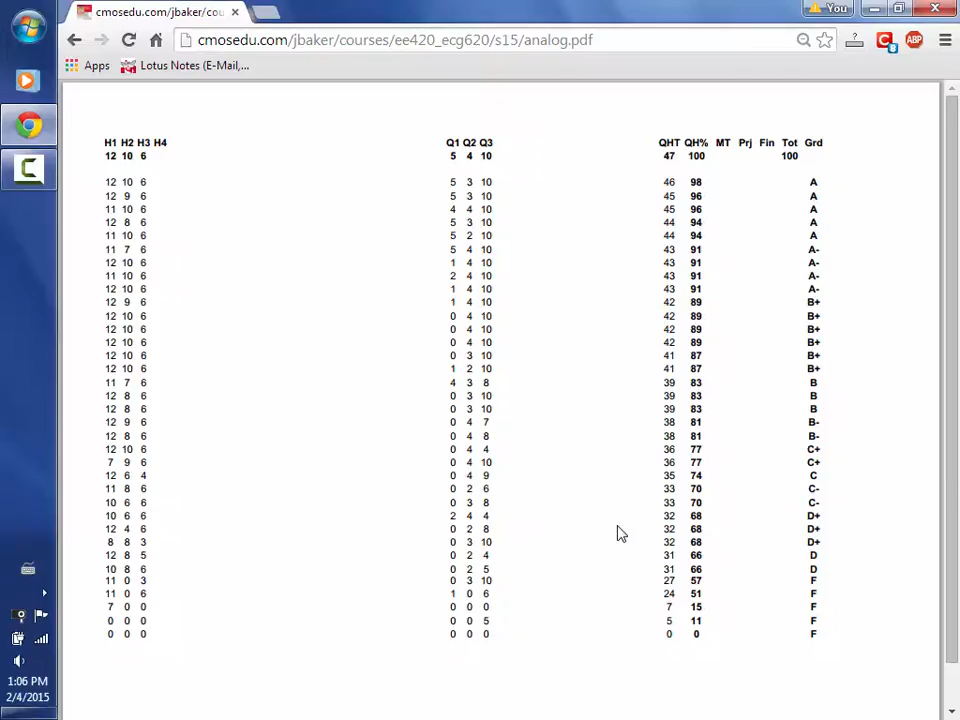 cmosedu.com/jbaker/cou
You
cmosedu.com/jbaker/courses/ee420_ecg620/s15/analog.pdf
?
8
ABP
Apps Lotus Notes (E-Mail,...
H1 H2 H3 H4 Q1 Q2 Q3 QHT QH% MT Prj Fin Tot Grd
12 10 6 5 4 10 47 100 100
12 10 6 5 3 10 46 98 A
12 9 6 5 3 10 45 96 A
11 10 6 4 4 10 45 96 A
12 8 6 5 3 10 44 94 A
11 10 6 5 2 10 44 94 A
11 7 6 5 4 10 43 91 A-
12 10 6 1 4 10 43 91 A-
11 10 6 2 4 10 43 91 A-
12 10 6 1 4 10 43 91 A-
12 9 6 1 4 10 42 89 B+
12 10 6 0 4 10 42 89 B+
12 10 6 0 4 10 42 89 B+
12 10 6 0 4 10 42 89 B+
12 10 6 0 3 10 41 87 B+
12 10 6 1 2 10 41 87 B+
11 7 6 4 3 8 39 83 B
12 8 6 0 3 10 39 83 B
12 8 6 0 3 10 39 83 B
12 9 6 0 4 7 38 81 B-
12 8 6 0 4 8 38 81 B-
12 10 6 0 4 4 36 77 C+
7 9 6 0 4 10 36 77 C+
12 6 4 0 4 9 35 74 C
11 8 6 0 2 6 33 70 C-
10 6 6 0 3 8 33 70 C-
10 6 6 2 4 4 32 68 D+
12 4 6 0 2 8 32 68 D+
8 8 3 0 3 10 32 68 D+
12 8 5 0 2 4 31 66 D
10 8 6 0 2 5 31 66 D
11 0 3 0 3 10 27 57 F
11 0 6 1 0 6 24 51 F
7 0 0 0 0 0 7 15 F
0 0 0 0 0 5 5 11 F
0 0 0 0 0 0 0 0 F
1:06 PM
2/4/2015